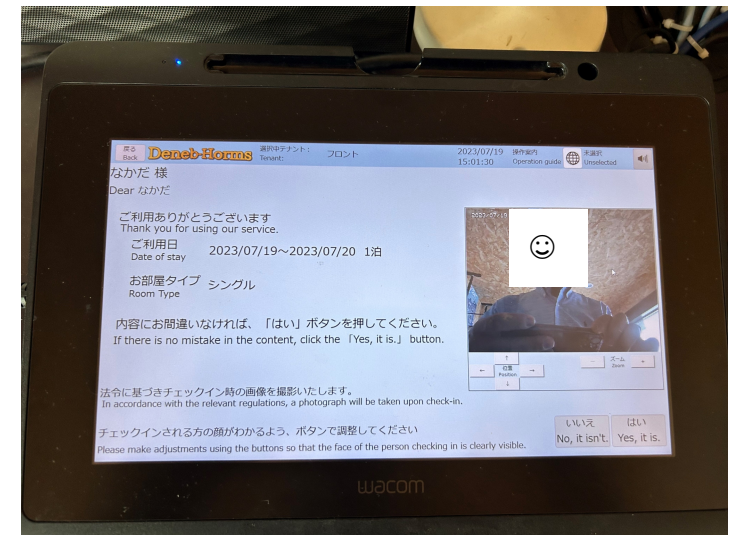 戻る
Back
Deneb-Horms
選択中テナント:
Tenant:
フロント
2023/07/19
15:01:30
操作案内
Operation guide
未選択
Unselected
なかだ 様
Dear なかだ
ご利用ありがとうございます
Thank you for using our service.
ご利用日
Date of stay
2023/07/19～2023/07/20 1泊
お部屋タイプ
Room Type
シングル
内容にお間違いなければ、「はい」ボタンを押してください。
If there is no mistake in the content, click the 「Yes, it is.」 button.
2023-07-19
↑
← 位置 →
Position
↓
－ ズーム ＋
Zoom
法令に基づきチェックイン時の画像を撮影いたします。
In accordance with the relevant regulations, a photograph will be taken upon check-in.
チェックインされる方の顔がわかるよう、ボタンで調整してください
Please make adjustments using the buttons so that the face of the person checking in is clearly visible.
いいえ
No, it isn't.
はい
Yes, it is.
wacom